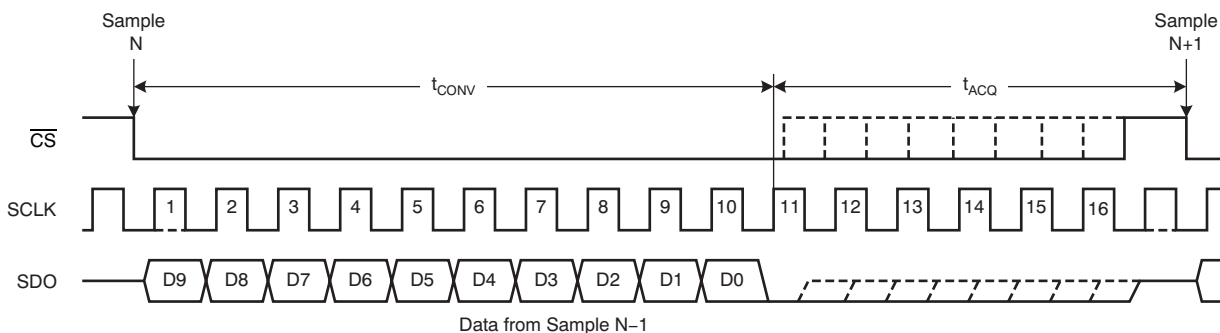 Sample
N
Sample
N+1
tCONV
tACQ
CS
SCLK
1 2 3 4 5 6 7 8 9 10 11 12 13 14 15 16
SDO
D9 D8 D7 D6 D5 D4 D3 D2 D1 D0
Data from Sample N−1